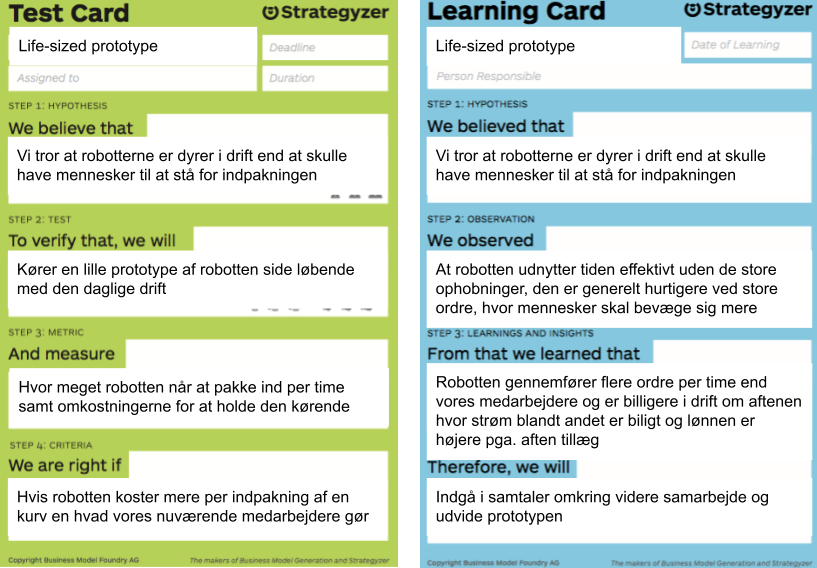 Test Card
Strategyzer
Life-sized prototype
Deadline
Assigned to
Duration
STEP 1: HYPOTHESIS
We believe that
Vi tror at robotterne er dyrer i drift end at skulle
have mennesker til at stå for indpakningen
STEP 2: TEST
To verify that, we will
Kører en lille prototype af robotten side løbende
med den daglige drift
STEP 3: METRIC
And measure
Hvor meget robotten når at pakke ind per time
samt omkostningerne for at holde den kørende
STEP 4: CRITERIA
We are right if
Hvis robotten koster mere per indpakning af en
kurv en hvad vores nuværende medarbejdere gør
Copyright Business Model Foundry AG
The makers of Business Model Generation and Strategyzer
Learning Card
Strategyzer
Life-sized prototype
Date of Learning
Person Responsible
STEP 1: HYPOTHESIS
We believed that
Vi tror at robotterne er dyrer i drift end at skulle
have mennesker til at stå for indpakningen
STEP 2: OBSERVATION
We observed
At robotten udnytter tiden effektivt uden de store
ophobninger, den er generelt hurtigere ved store
ordre, hvor mennesker skal bevæge sig mere
STEP 3: LEARNINGS AND INSIGHTS
From that we learned that
Robotten gennemfører flere ordre per time end
vores medarbejdere og er billigere i drift om aftenen
hvor strøm blandt andet er biligt og lønnen er
højere pga. aften tillæg
Therefore, we will
Indgå i samtaler omkring videre samarbejde og
udvide prototypen
Copyright Business Model Foundry AG
The makers of Business Model Generation and Strategyzer